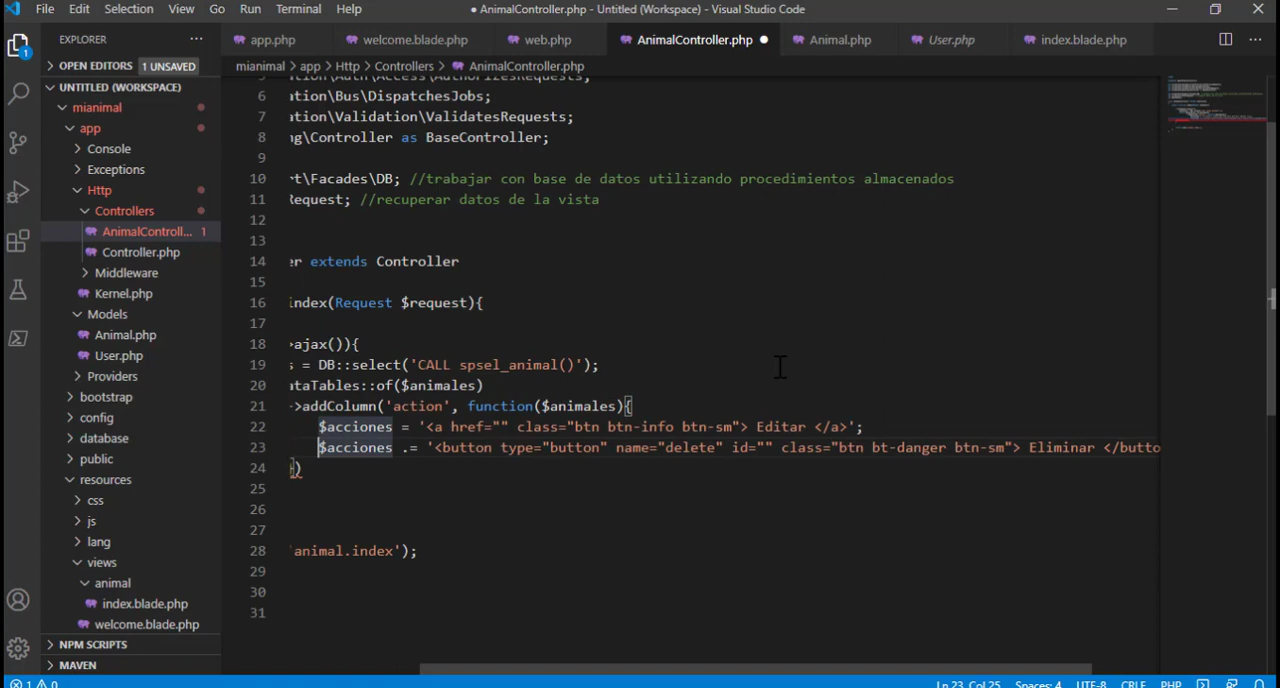 File Edit Selection View Go Run Terminal Help
● AnimalController.php - Untitled (Workspace) - Visual Studio Code
EXPLORER ···
app.php welcome.blade.php web.php AnimalController.php ● Animal.php User.php index.blade.php ···
OPEN EDITORS 1 UNSAVED
mianimal > app > Http > Controllers > AnimalController.php
UNTITLED (WORKSPACE)
mianimal
app
Console
Exceptions
Http
Controllers
AnimalControll... 1
Controller.php
Middleware
Kernel.php
Models
Animal.php
User.php
Providers
bootstrap
config
database
public
resources
css
js
lang
views
animal
index.blade.php
welcome.blade.php
NPM SCRIPTS
MAVEN
5 ation\Auth\Access\AuthorizesRequests;
6 ation\Bus\DispatchesJobs;
7 ation\Validation\ValidatesRequests;
8 ng\Controller as BaseController;
9
10 rt\Facades\DB; //trabajar con base de datos utilizando procedimientos almacenados
11 Request; //recuperar datos de la vista
12
13
14 er extends Controller
15
16 index(Request $request){
17
18 >ajax()){
19 s = DB::select('CALL spsel_animal()');
20 ataTables::of($animales)
21 >addColumn('action', function($animales){
22 $acciones = '<a href="" class="btn btn-info btn-sm"> Editar </a>';
23 $acciones .= '<button type="button" name="delete" id="" class="btn bt-danger btn-sm"> Eliminar </butto
24 })
25
26
27
28 'animal.index');
29
30
31
1 0 Ln 23, Col 25 Spaces: 4 UTF-8 CRLF PHP